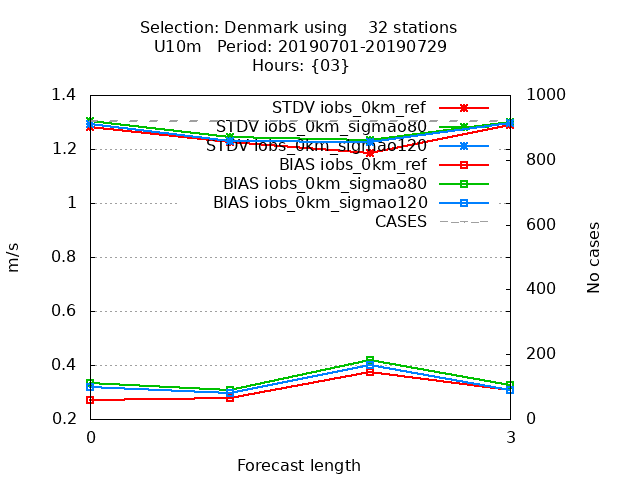 Selection: Denmark using 32 stations
U10m Period: 20190701-20190729
Hours: {03}
1.4
1.2
1
0.8
0.6
0.4
0.2
1000
800
600
400
200
0
STDV iobs_0km_ref
STDV iobs_0km_sigmao80
STDV iobs_0km_sigmao120
BIAS iobs_0km_ref
BIAS iobs_0km_sigmao80
BIAS iobs_0km_sigmao120
CASES
m/s
No cases
0
3
Forecast length